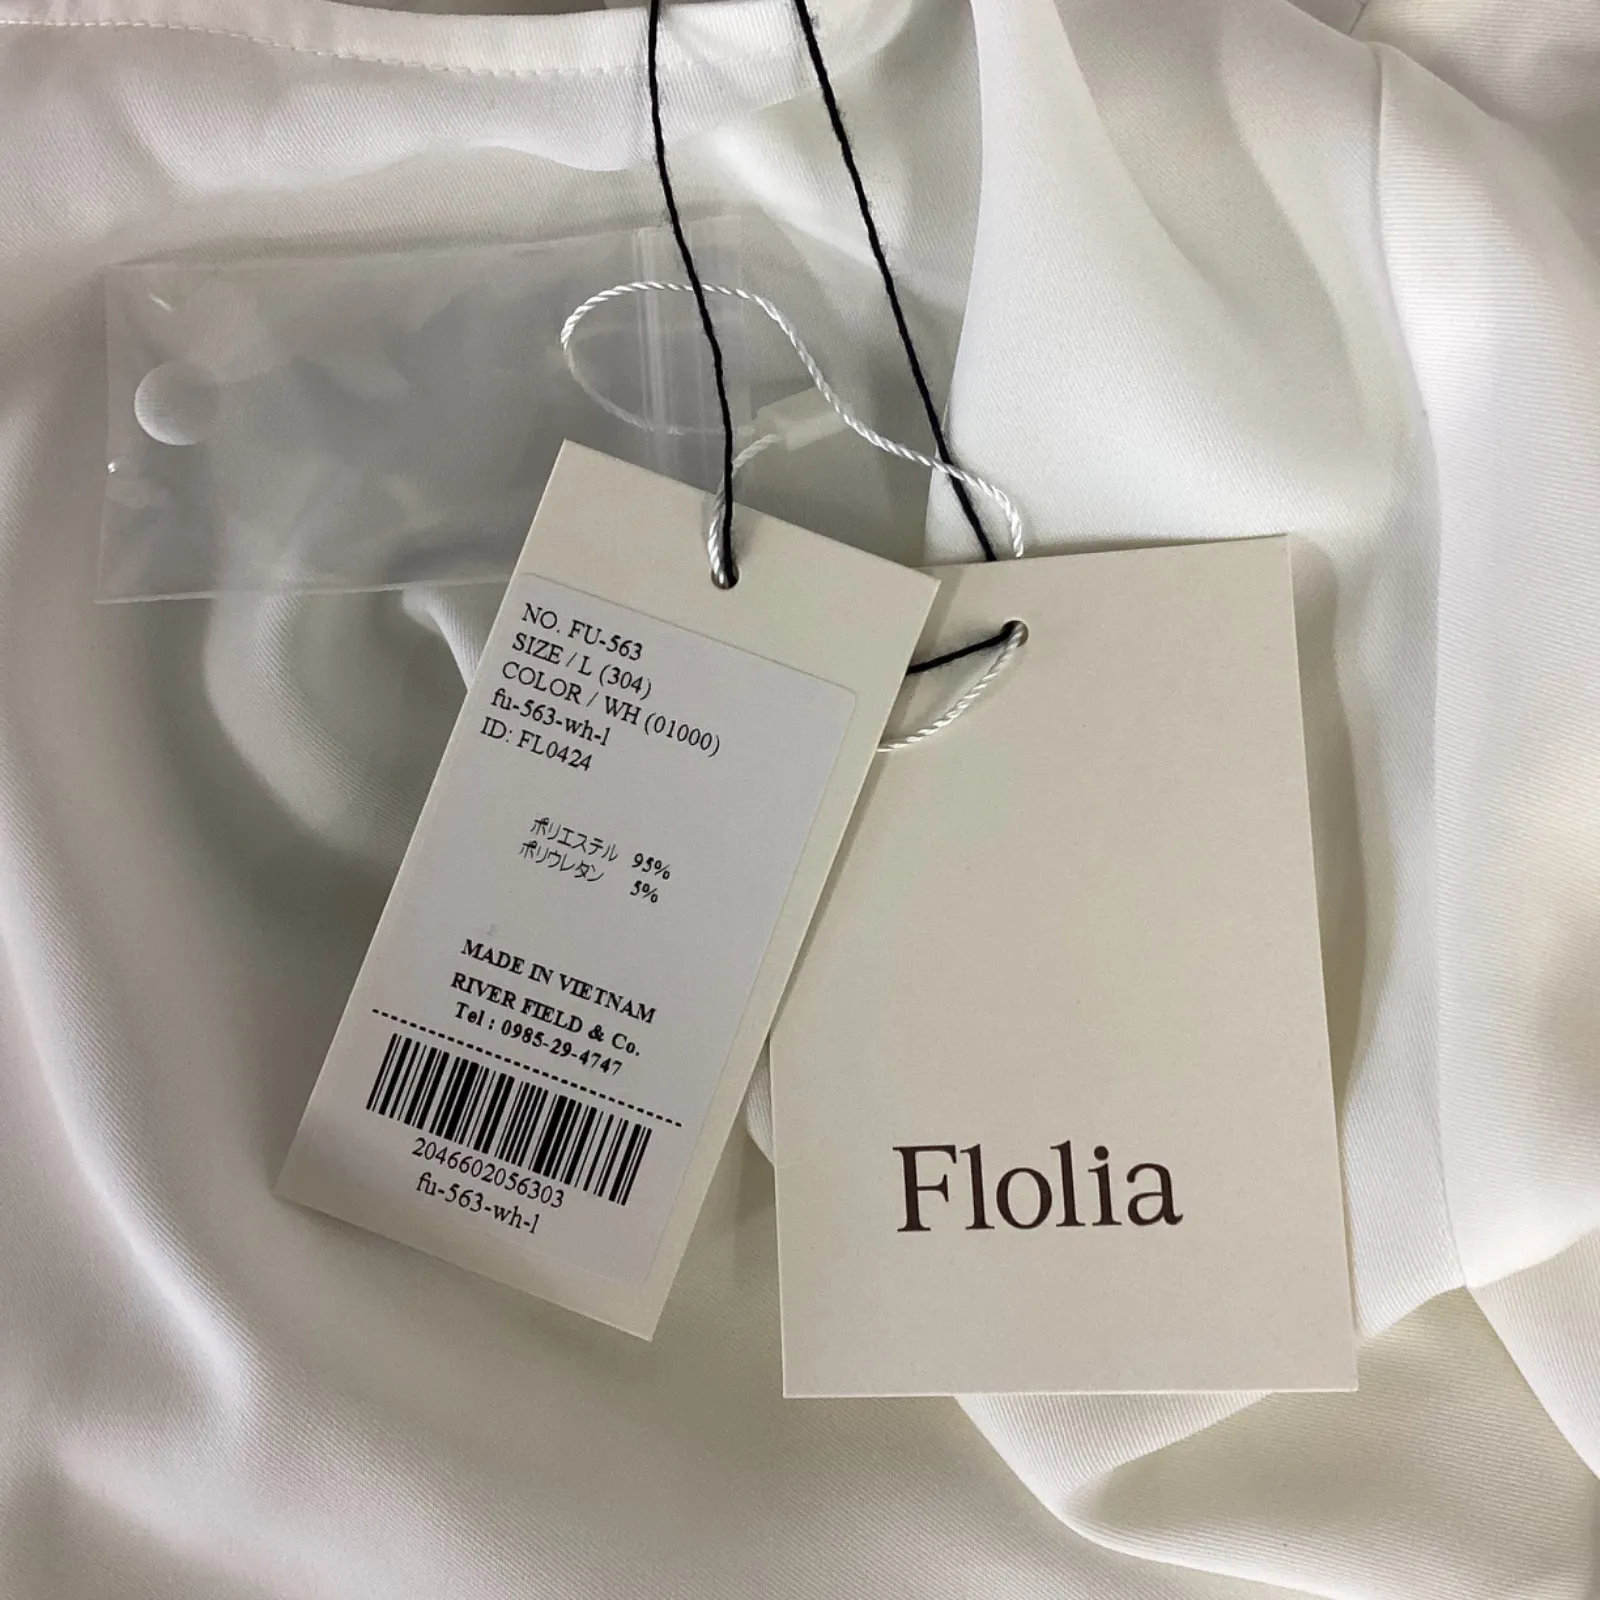 NO. FU-563
SIZE / L (304)
COLOR / WH (01000)
fu-563-wh-l
ID: FL0424
ポリエステル 95%
ポリウレタン 5%
MADE IN VIETNAM
RIVER FIELD & Co.
Tel : 0985-29-4747
2046602056303
fu-563-wh-l
Flolia